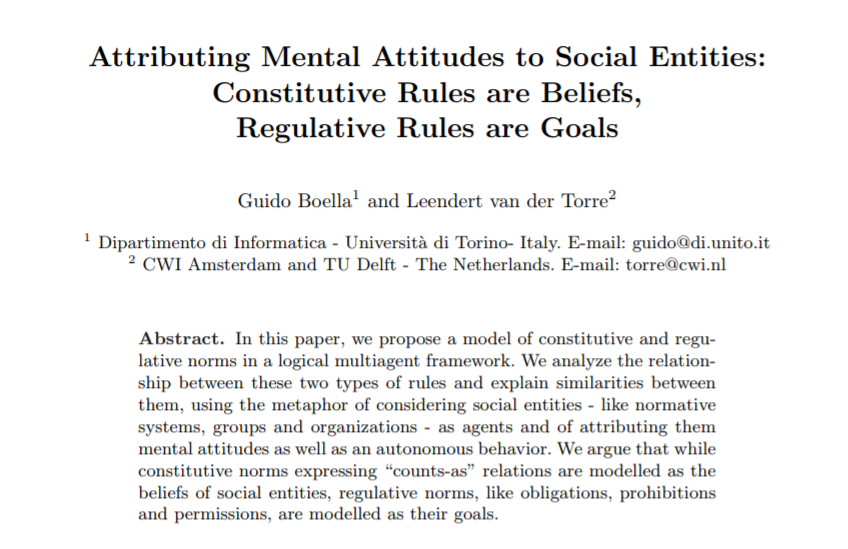 Attributing Mental Attitudes to Social Entities:
Constitutive Rules are Beliefs,
Regulative Rules are Goals
Guido Boella¹ and Leendert van der Torre²
¹ Dipartimento di Informatica - Università di Torino- Italy. E-mail: guido@di.unito.it
² CWI Amsterdam and TU Delft - The Netherlands. E-mail: torre@cwi.nl
Abstract. In this paper, we propose a model of constitutive and regu-
lative norms in a logical multiagent framework. We analyze the relation-
ship between these two types of rules and explain similarities between
them, using the metaphor of considering social entities - like normative
systems, groups and organizations - as agents and of attributing them
mental attitudes as well as an autonomous behavior. We argue that while
constitutive norms expressing “counts-as” relations are modelled as the
beliefs of social entities, regulative norms, like obligations, prohibitions
and permissions, are modelled as their goals.